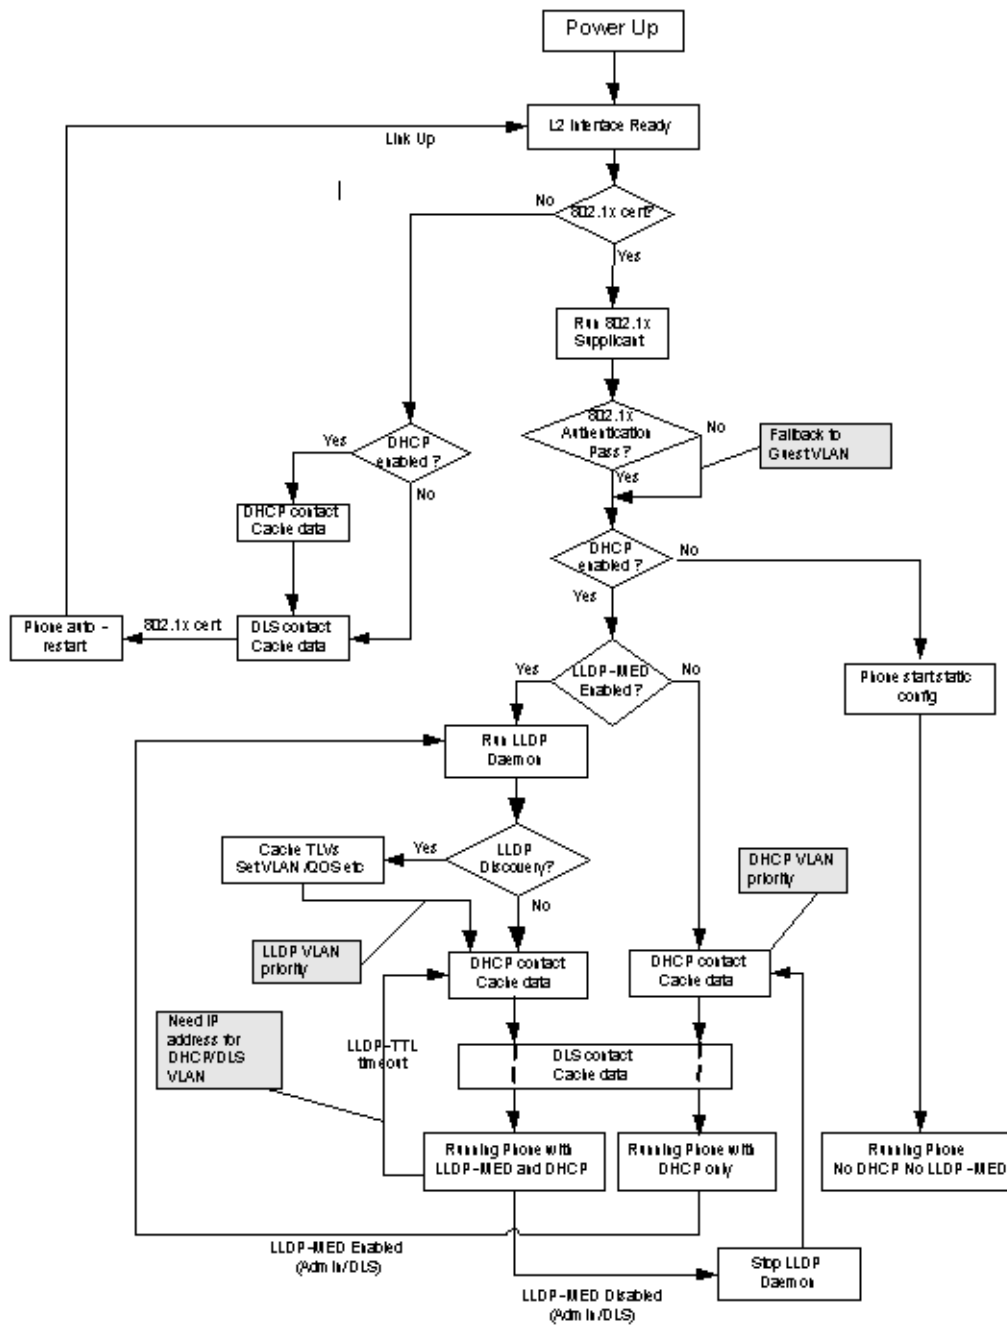 Power Up
L2 Interface Ready
Link Up
No
802.1x cert?
Yes
Run 802.1x
Supplicant
802.1x
Authentication
Pass?
No
Yes
Fallback to
Guest VLAN
Yes
DHCP
enabled?
No
DHCP contact
Cache data
DHCP
enabled?
No
Yes
Phone auto-
restart
802.1x cert
DLS contact
Cache data
Yes
LLDP-MED
Enabled?
No
Phone start static
config
Run LLDP
Daemon
Cache TLVs
Set VLAN/QOS etc
Yes
LLDP
Discovery?
No
DHCP VLAN
priority
LLDP VLAN
priority
DHCP contact
Cache data
DHCP contact
Cache data
Need IP
address for
DHCP/DLS
VLAN
LLDP-TTL
timeout
DLS contact
Cache data
Running Phone with
LLDP-MED and DHCP
Running Phone with
DHCP only
Running Phone
No DHCP No LLDP-MED
LLDP-MED Enabled
(Admin/DLS)
Stop LLDP
Daemon
LLDP-MED Disabled
(Admin/DLS)